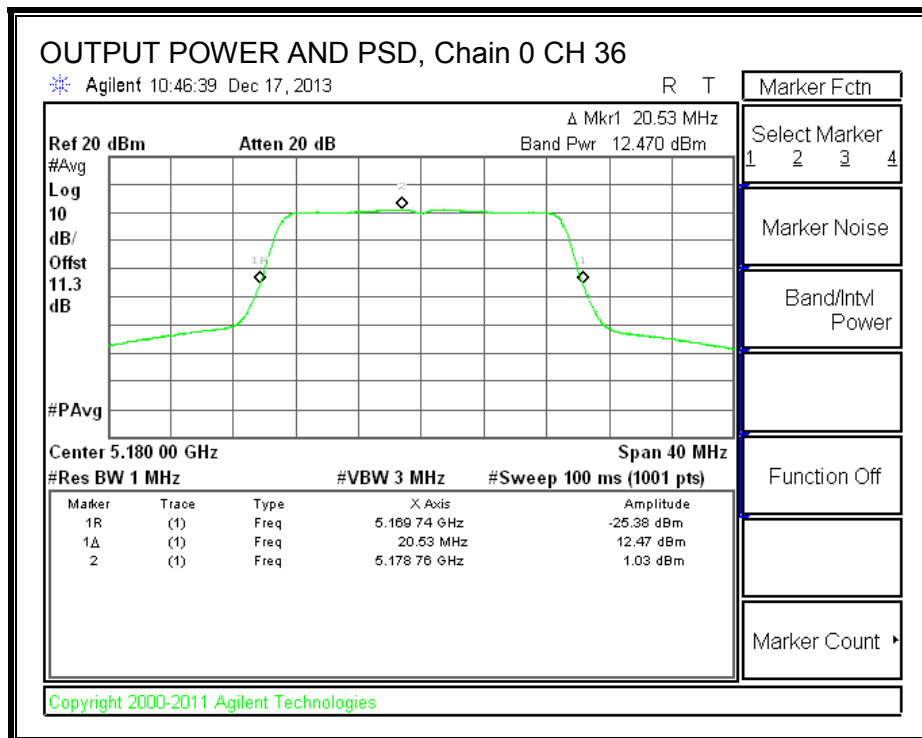 OUTPUT POWER AND PSD, Chain 0 CH 36
Agilent 10:46:39 Dec 17, 2013 R T
Marker Fctn
Δ Mkr1 20.53 MHz
Ref 20 dBm Atten 20 dB Band Pwr 12.470 dBm
#Avg
Log
10
dB/
Offst
11.3
dB
#PAvg
2
1R
1
Center 5.180 00 GHz Span 40 MHz
#Res BW 1 MHz #VBW 3 MHz #Sweep 100 ms (1001 pts)
Marker Trace Type X Axis Amplitude
1R (1) Freq 5.169 74 GHz -25.38 dBm
1Δ (1) Freq 20.53 MHz 12.47 dBm
2 (1) Freq 5.178 76 GHz 1.03 dBm
Select Marker
1 2 3 4
Marker Noise
Band/Intvl
Power
Function Off
Marker Count
Copyright 2000-2011 Agilent Technologies